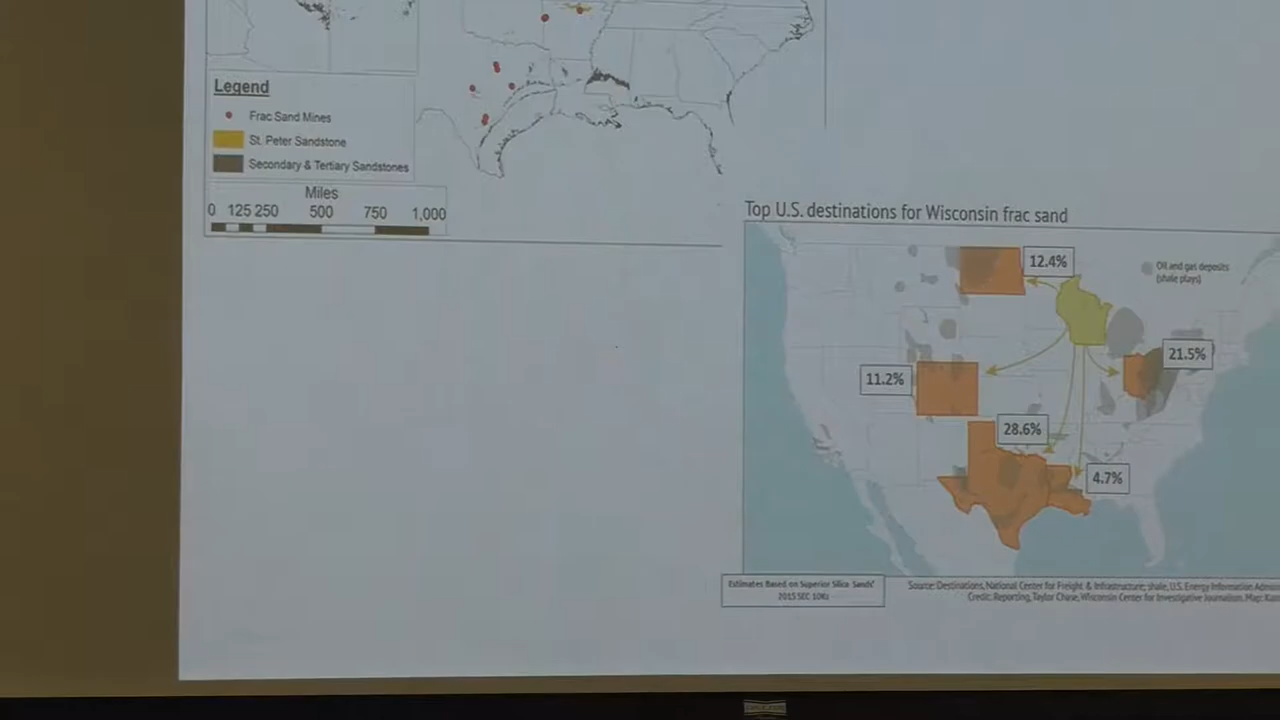 Legend
Frac Sand Mines
St. Peter Sandstone
Secondary & Tertiary Sandstones
Miles
0 125 250 500 750 1,000
Top U.S. destinations for Wisconsin frac sand
12.4%
Oil and gas deposits
(shale plays)
21.5%
11.2%
28.6%
4.7%
Estimates Based on Superior Silica Sands'
2015 SEC 10K
Source: Destinations, National Center for Freight & Infrastructure; shale, U.S. Energy Information
Credit: Reporting, Taylor Chase, Wisconsin Center for Investigative Journalism. Map: